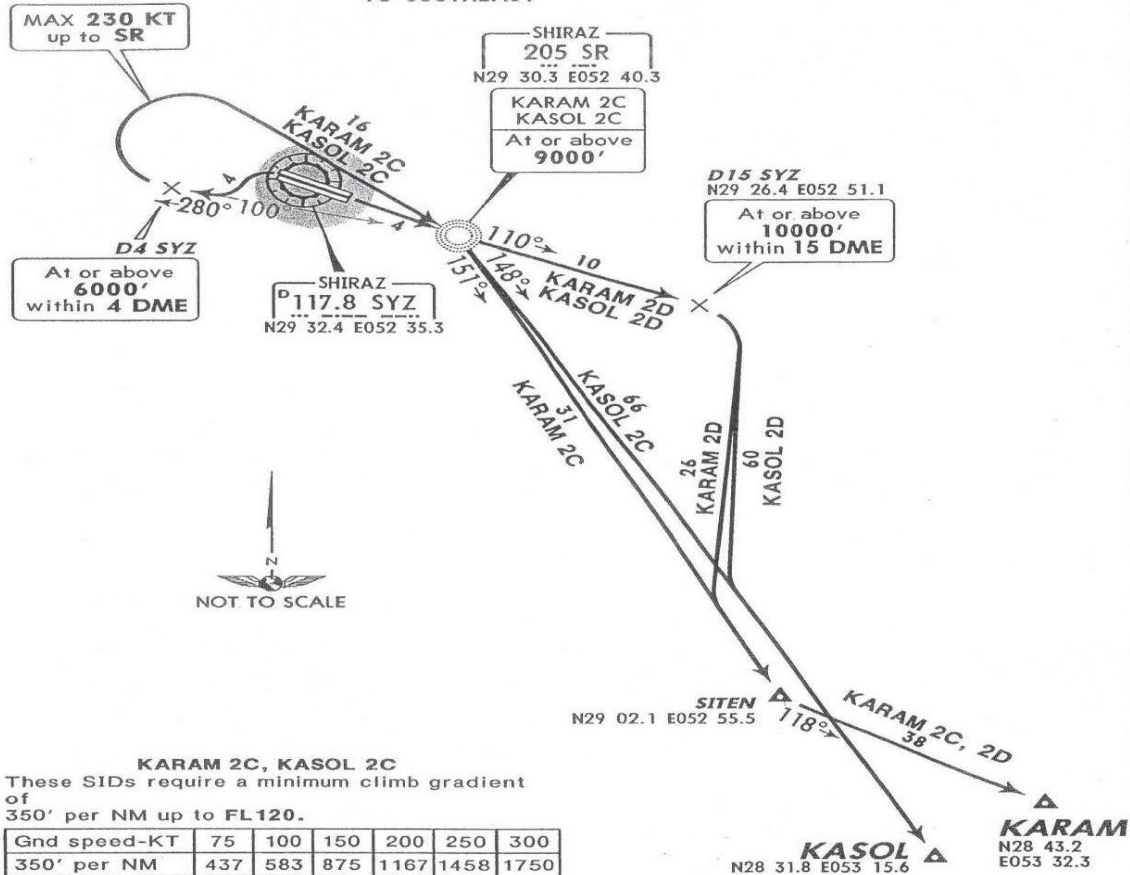 MAX 230 KT
up to SR
SHIRAZ
205 SR
N29 30.3 E052 40.3
KARAM 2C
KASOL 2C
At or above
9000'
16
KARAM 2C
KASOL 2C
D15 SYZ
N29 26.4 E052 51.1
At or above
10000'
within 15 DME
4
280° 100°
4
D4 SYZ
At or above
6000'
within 4 DME
SHIRAZ
D 117.8 SYZ
N29 32.4 E052 35.3
110°
10
KARAM 2D
KASOL 2D
148°
151°
66
KASOL 2C
31
KARAM 2C
26
KARAM 2D
60
KASOL 2D
N
NOT TO SCALE
SITEN
N29 02.1 E052 55.5
118°
KARAM 2C, 2D
38
KARAM
N28 43.2
E053 32.3
KASOL
N28 31.8 E053 15.6
KARAM 2C, KASOL 2C
These SIDs require a minimum climb gradient
of
350' per NM up to FL120.
Gnd speed-KT 75 100 150 200 250 300
350' per NM 437 583 875 1167 1458 1750